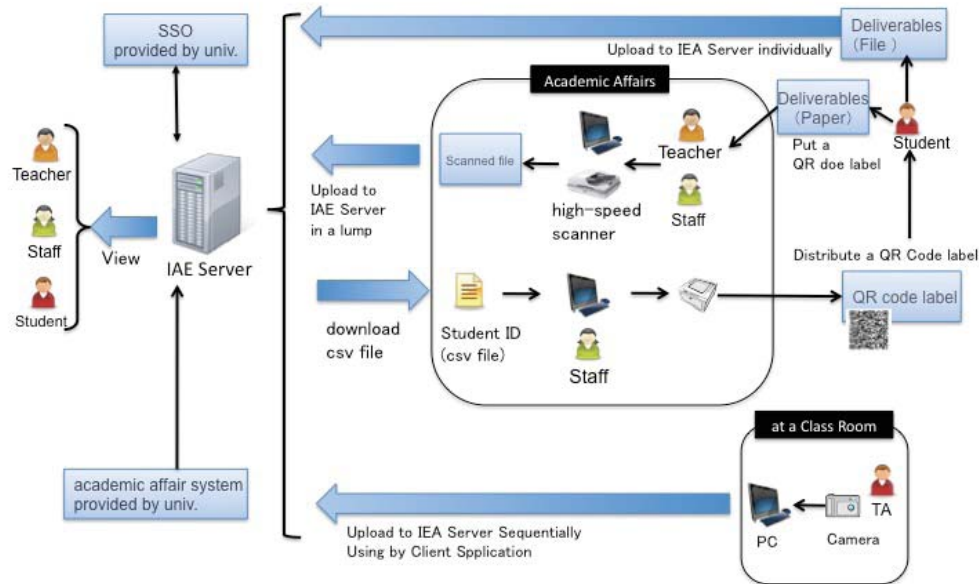 SSO
provided by univ.
Teacher
Staff
Student
View
IAE Server
academic affair system
provided by univ.
Upload to IEA Server individually
Deliverables
(File )
Academic Affairs
Deliverables
(Paper)
Put a
QR doe label
Student
Teacher
Staff
Scanned file
high-speed
scanner
Upload to
IAE Server
in a lump
Distribute a QR Code label
QR code label
download
csv file
Student ID
(csv file)
Staff
at a Class Room
TA
PC
Camera
Upload to IEA Server Sequentially
Using by Client Spplication